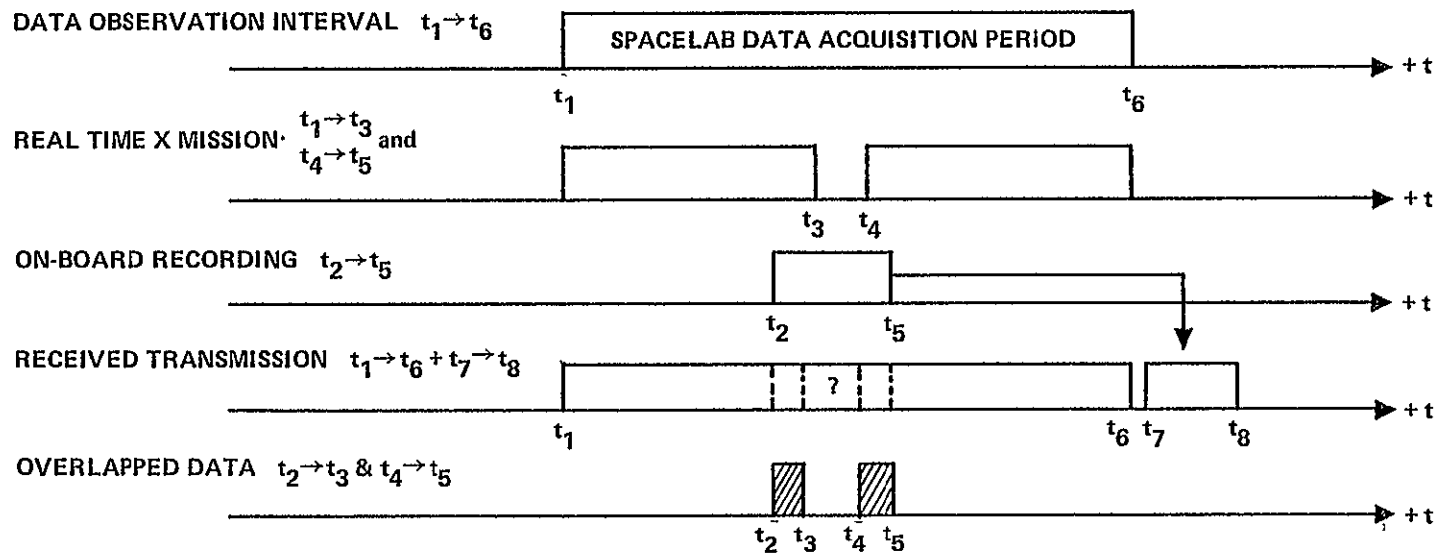 DATA OBSERVATION INTERVAL t1→t6
SPACELAB DATA ACQUISITION PERIOD
+ t
t1 t6
REAL TIME X MISSION· t1→t3 and
t4→t5
+ t
t3 t4
ON-BOARD RECORDING t2→t5
+ t
t2 t5
RECEIVED TRANSMISSION t1→t6 + t7→t8
?
+ t
t1 t6 t7 t8
OVERLAPPED DATA t2→t3 & t4→t5
+ t
t2 t3 t4 t5